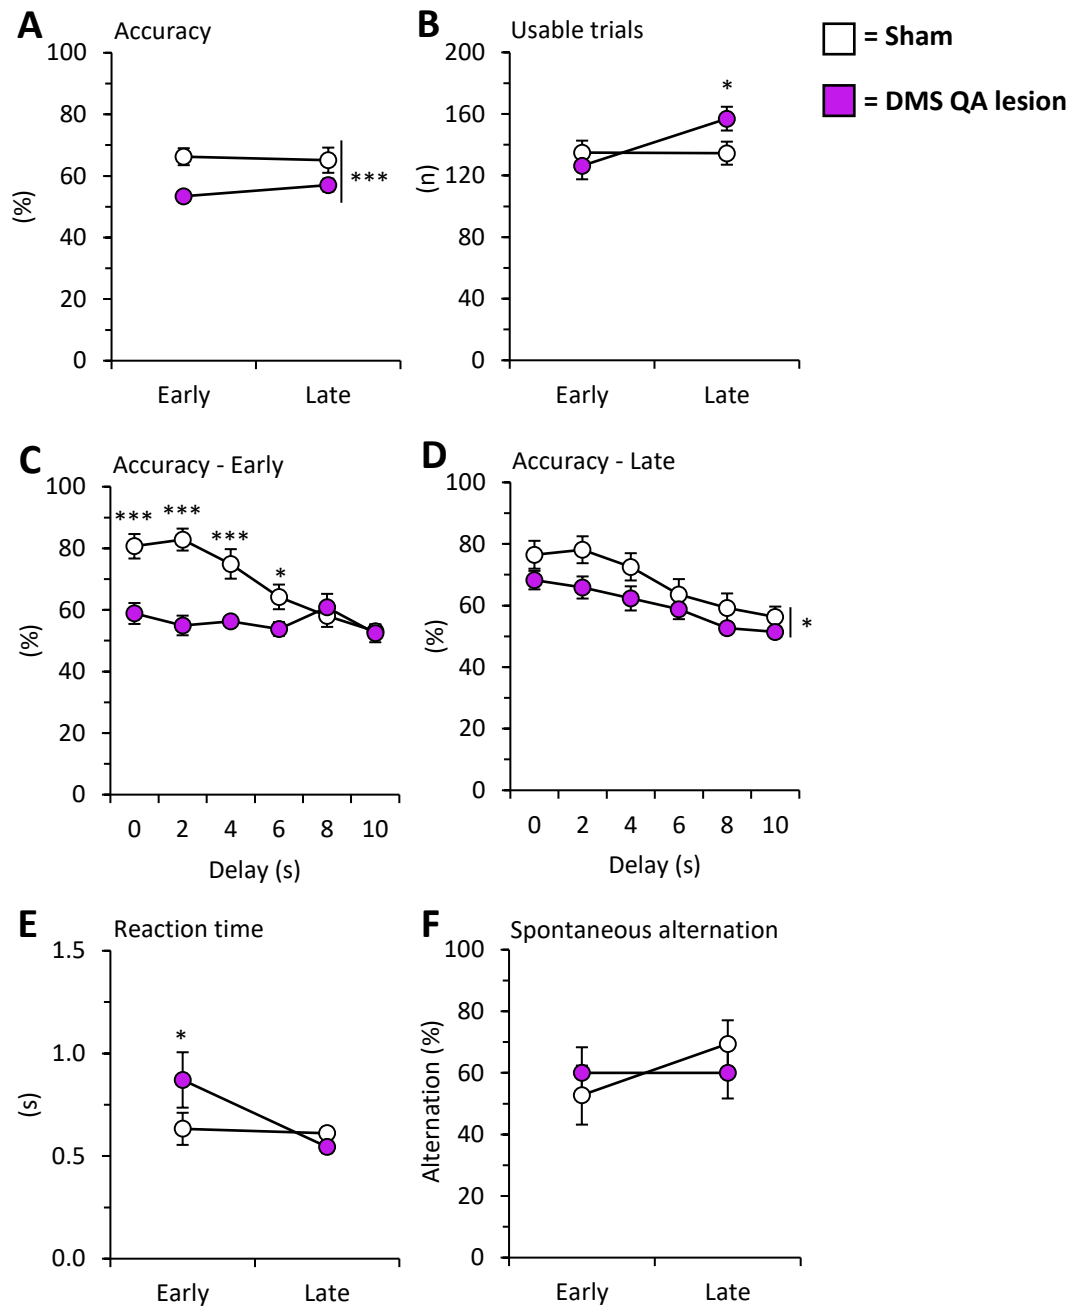 A Accuracy
100
80
60
40
20
0
(%)
***
Early Late
B Usable trials
200
160
120
80
40
0
(n)
*
Early Late
= Sham
= DMS QA lesion
C Accuracy - Early
100
80
60
40
20
0
(%)
*** *** *** *
0 2 4 6 8 10
Delay (s)
D Accuracy - Late
100
80
60
40
20
0
(%)
*
0 2 4 6 8 10
Delay (s)
E Reaction time
1.5
1.0
0.5
0.0
(s)
*
Early Late
F Spontaneous alternation
100
80
60
40
20
0
Alternation (%)
Early Late